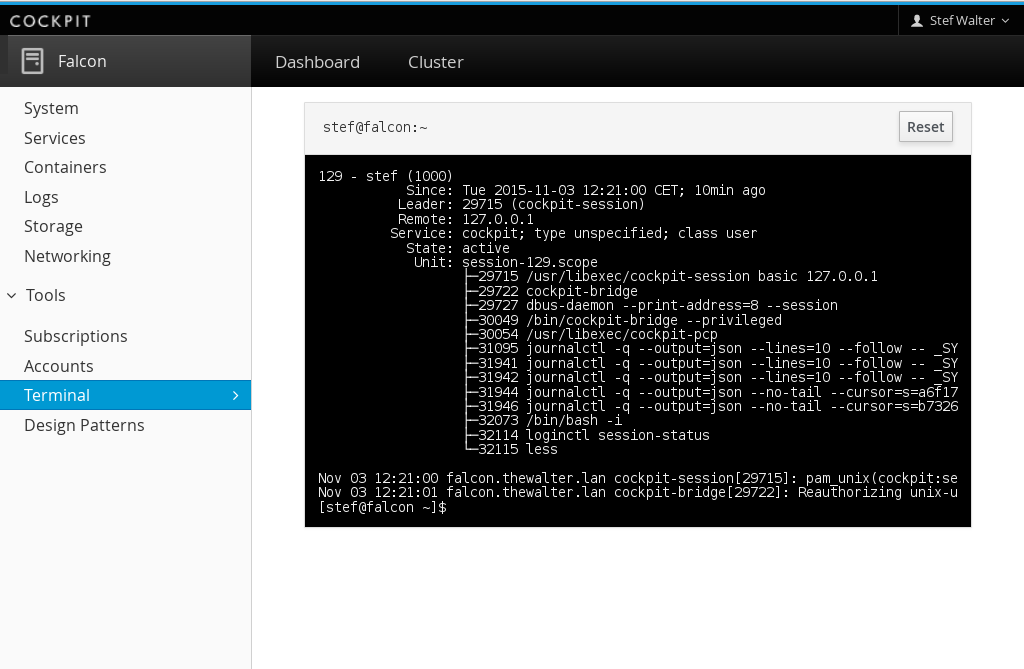 COCKPIT
Stef Walter
Falcon
Dashboard
Cluster
System
Services
Containers
Logs
Storage
Networking
Tools
Subscriptions
Accounts
Terminal
Design Patterns
stef@falcon:~
Reset
129 - stef (1000)
Since: Tue 2015-11-03 12:21:00 CET; 10min ago
Leader: 29715 (cockpit-session)
Remote: 127.0.0.1
Service: cockpit; type unspecified; class user
State: active
Unit: session-129.scope
├─29715 /usr/libexec/cockpit-session basic 127.0.0.1
├─29722 cockpit-bridge
├─29727 dbus-daemon --print-address=8 --session
├─30049 /bin/cockpit-bridge --privileged
├─30054 /usr/libexec/cockpit-pcp
├─31095 journalctl -q --output=json --lines=10 --follow -- _SY
├─31941 journalctl -q --output=json --lines=10 --follow -- _SY
├─31942 journalctl -q --output=json --lines=10 --follow -- _SY
├─31944 journalctl -q --output=json --no-tail --cursor=s=a6f17
├─31946 journalctl -q --output=json --no-tail --cursor=s=b7326
├─32073 /bin/bash -i
├─32114 loginctl session-status
└─32115 less
Nov 03 12:21:00 falcon.thewalter.lan cockpit-session[29715]: pam_unix(cockpit:se
Nov 03 12:21:01 falcon.thewalter.lan cockpit-bridge[29722]: Reauthorizing unix-u
[stef@falcon ~]$